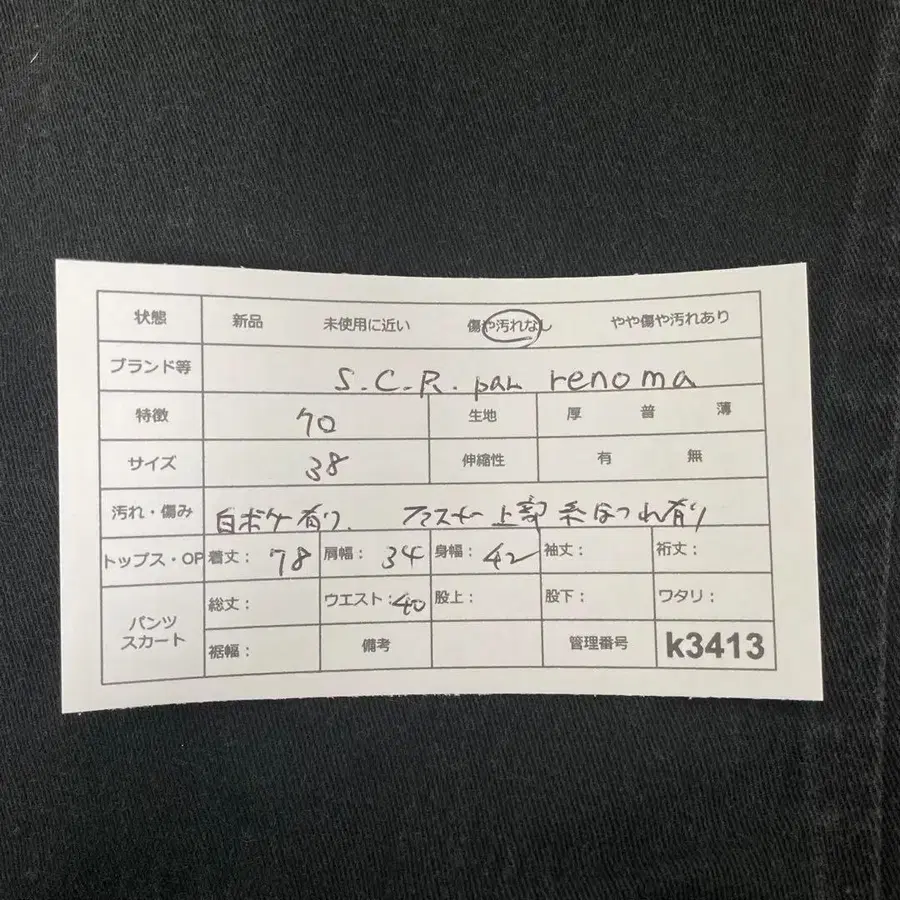 状態 新品 未使用に近い 傷や汚れなし やや傷や汚れあり
ブランド等 S.C.R. par renoma
特徴 70 生地 厚 普 薄
サイズ 38 伸縮性 有 無
汚れ・傷み 白ボケ有り. ファスナー上部 糸ほつれ有り
トップス・OP 着丈: 78 肩幅: 34 身幅: 42 袖丈: 裄丈:
パンツ スカート 総丈: ウエスト: 40 股上: 股下: ワタリ:
裾幅: 備考 管理番号 k3413